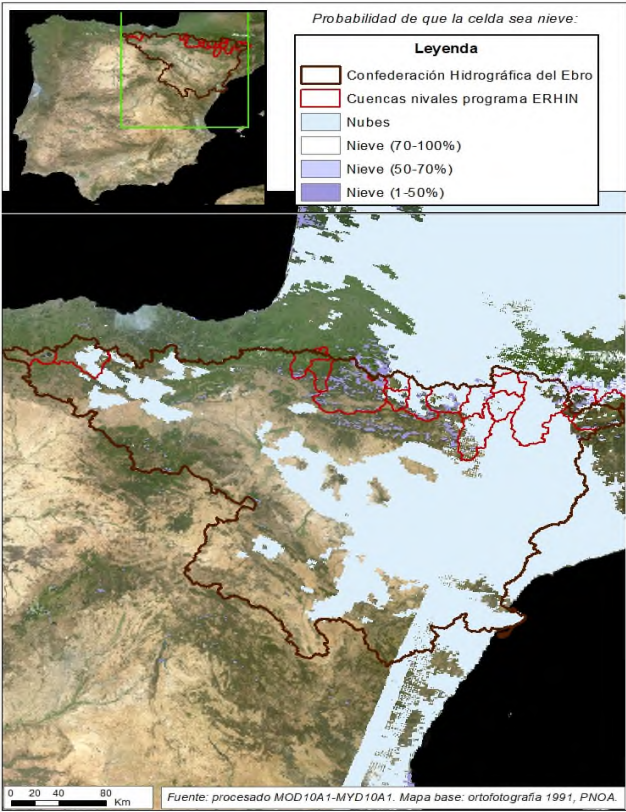 Probabilidad de que la celda sea nieve:
Leyenda
Confederación Hidrográfica del Ebro
Cuencas nivales programa ERHIN
Nubes
Nieve (70-100%)
Nieve (50-70%)
Nieve (1-50%)
0 20 40 80
Km
Fuente: procesado MOD10A1-MYD10A1. Mapa base: ortofotografía 1991, PNOA.